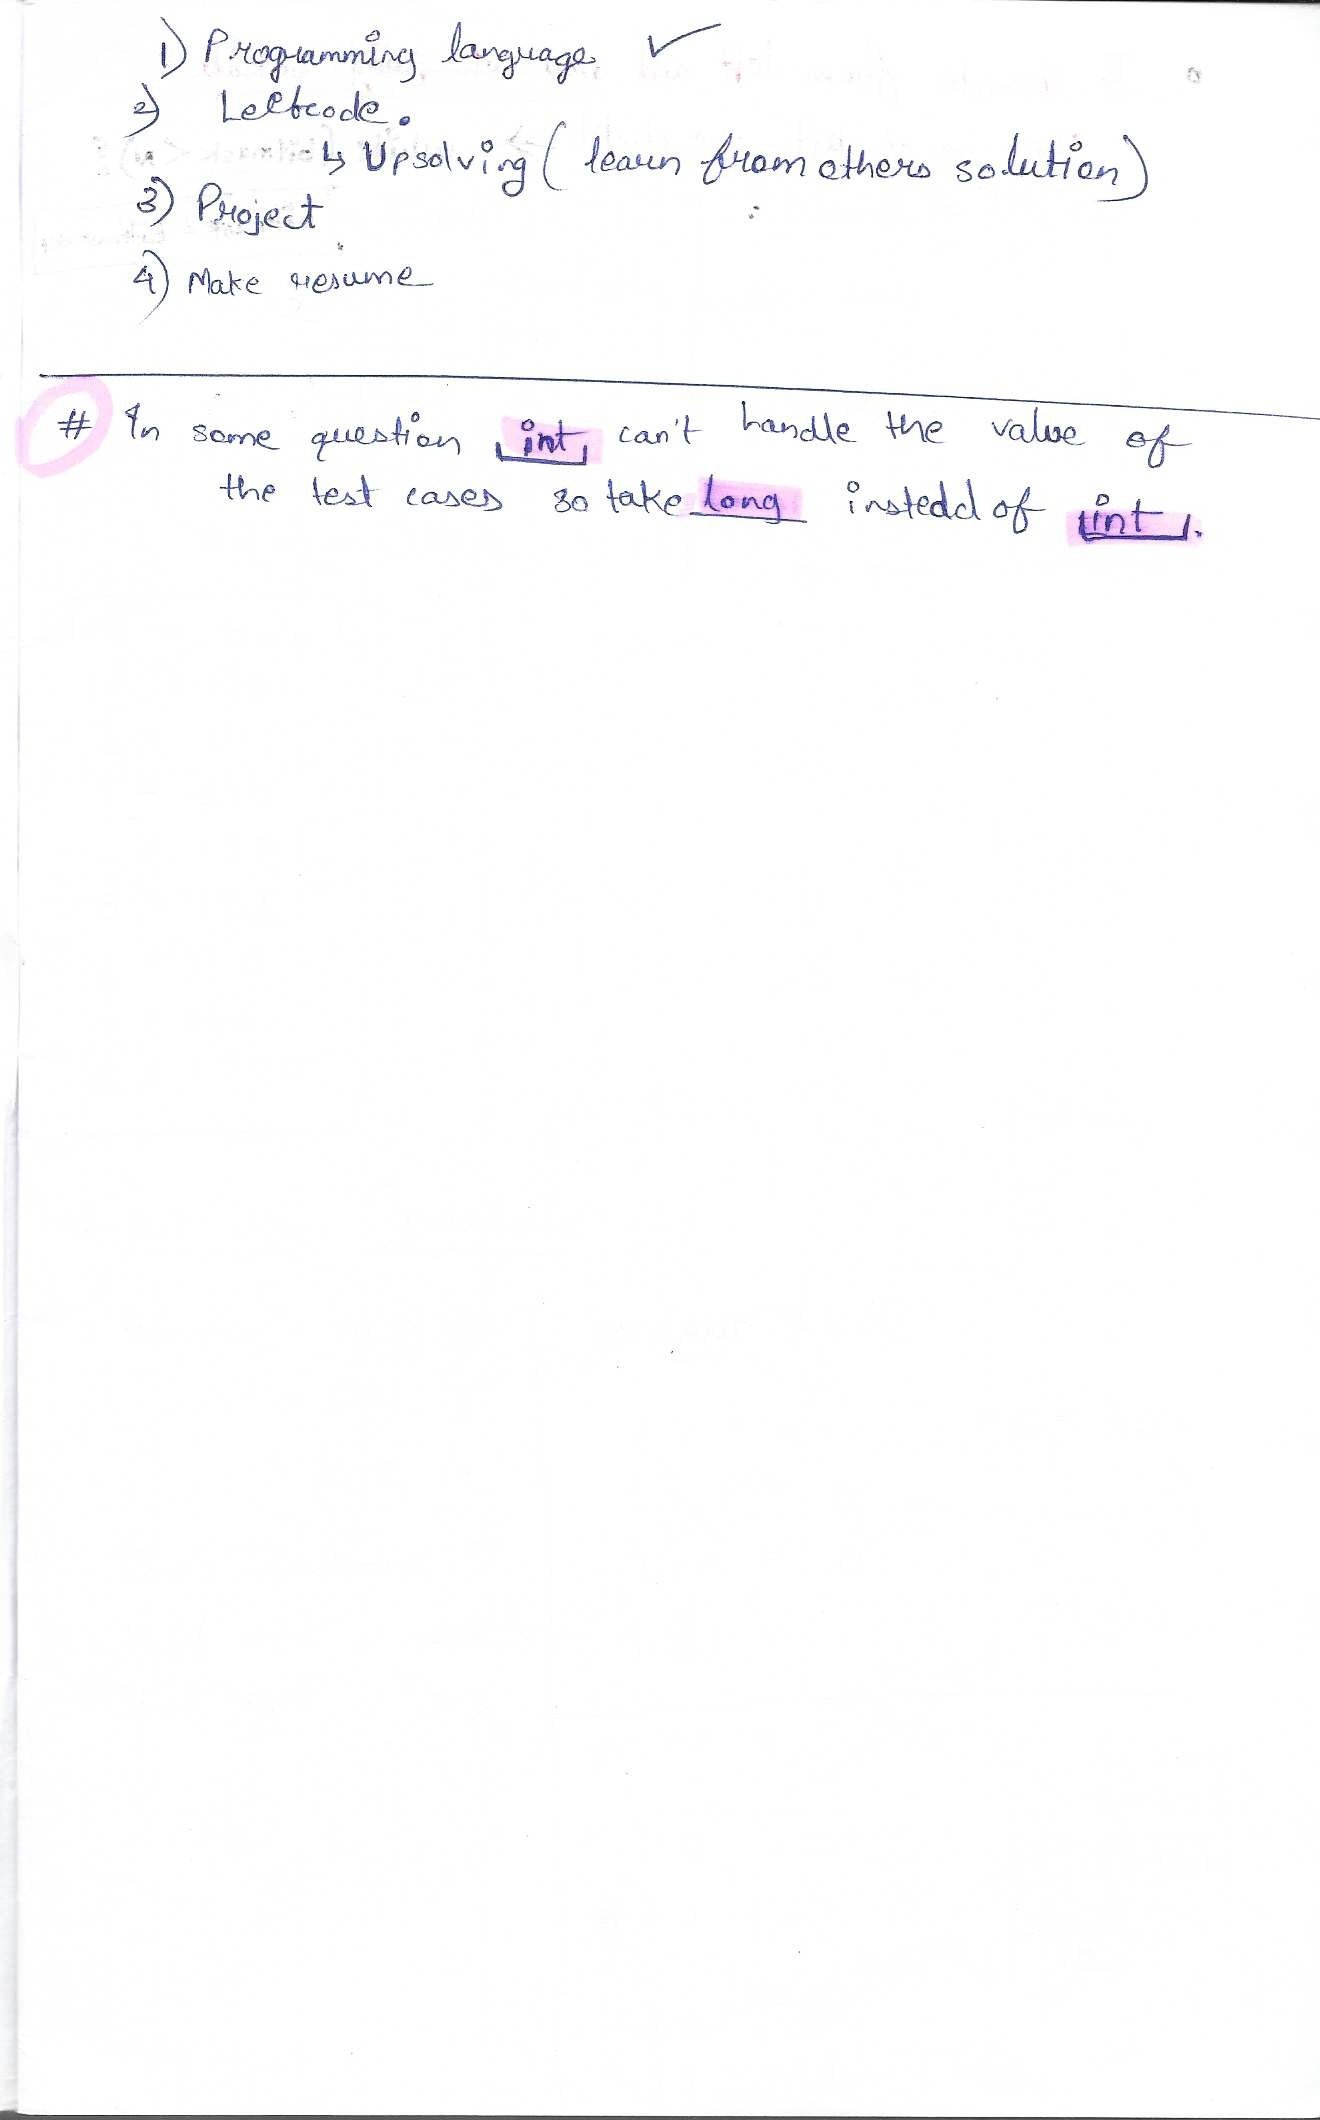 1) Programming language ✓
2) Leetcode.
↳ Upsolving ( learn from others solution)
3) Project
4) Make resume
# In some question int can't handle the value of
the test cases so take long instedd of int.